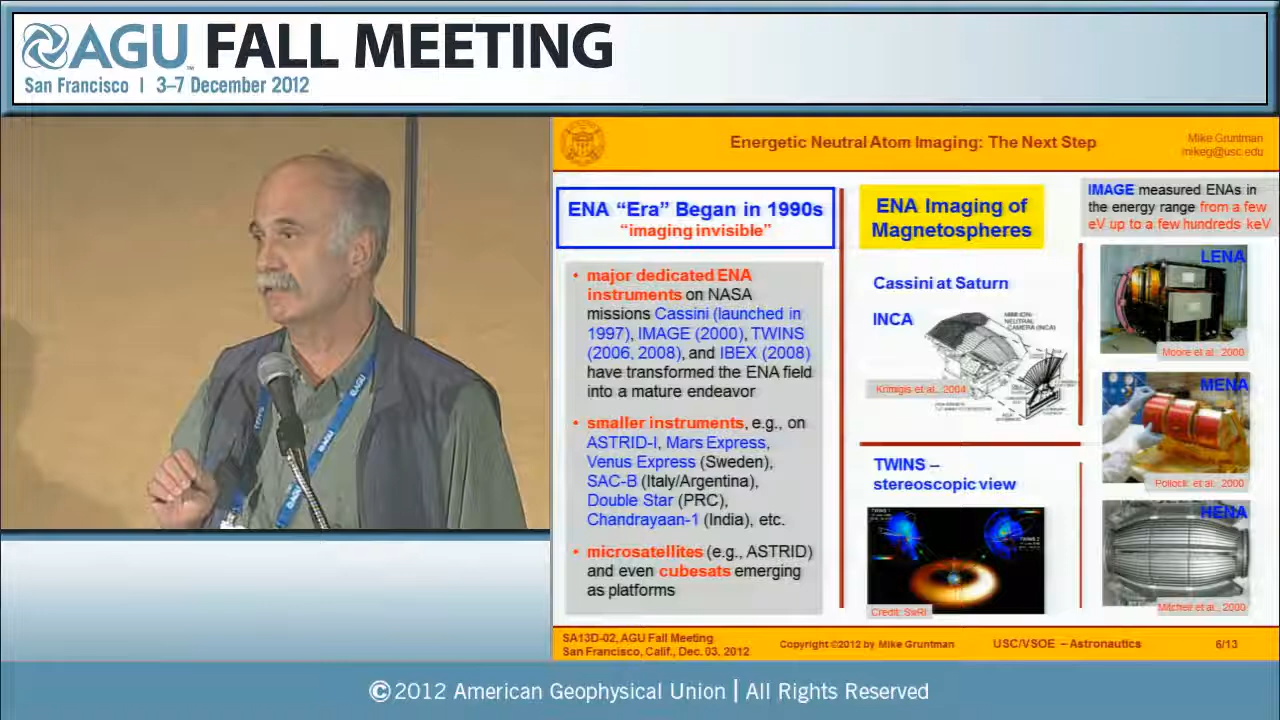 AGU FALL MEETING
San Francisco | 3–7 December 2012
Energetic Neutral Atom Imaging: The Next Step
Mike Gruntman
mikeg@usc.edu
ENA “Era” Began in 1990s
“imaging invisible”
• major dedicated ENA
instruments on NASA
missions Cassini (launched in
1997), IMAGE (2000), TWINS
(2006, 2008), and IBEX (2008)
have transformed the ENA field
into a mature endeavor
• smaller instruments, e.g., on
ASTRID-I, Mars Express,
Venus Express (Sweden),
SAC-B (Italy/Argentina),
Double Star (PRC),
Chandrayaan-1 (India), etc.
• microsatellites (e.g., ASTRID)
and even cubesats emerging
as platforms
ENA Imaging of
Magnetospheres
Cassini at Saturn
INCA
NEUTRAL
CAMERA (INCA)
Krimigis et al., 2004
TWINS –
stereoscopic view
TWINS 1
TWINS 2
Credit: SwRI
IMAGE measured ENAs in
the energy range from a few
eV up to a few hundreds keV
LENA
Moore et al., 2000
MENA
Pollock et al., 2000
HENA
Mitchell et al., 2000
SA13D-02, AGU Fall Meeting
San Francisco, Calif., Dec. 03, 2012
Copyright ©2012 by Mike Gruntman
USC/VSOE – Astronautics
6/13
©2012 American Geophysical Union | All Rights Reserved